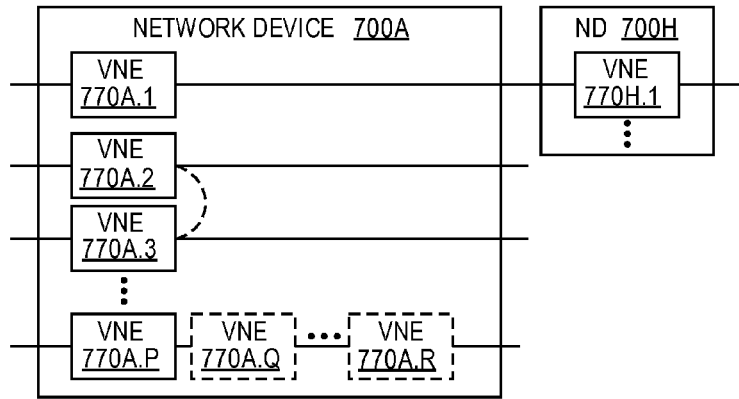 NETWORK DEVICE 700A
ND 700H
VNE
770A.1
VNE
770H.1
VNE
770A.2
VNE
770A.3
VNE
770A.P
VNE
770A.Q
VNE
770A.R